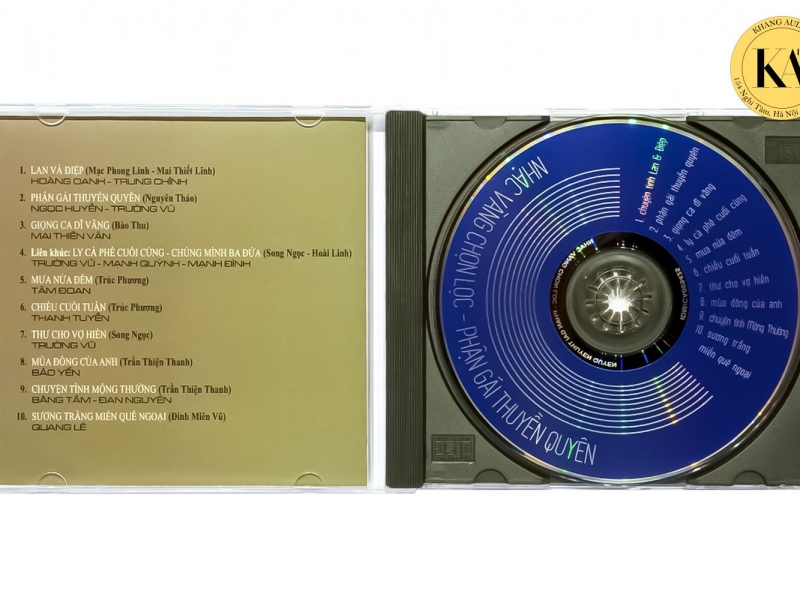 KHANG AUDIO
KA
154 Nghi Tàm, Hà Nội
1. LAN VÀ ĐIỆP (Mạc Phong Linh - Mai Thiết Lĩnh)
HOÀNG OANH - TRUNG CHỈNH
2. PHẬN GÁI THUYỀN QUYÊN (Nguyên Thảo)
NGỌC HUYỀN - TRƯỜNG VŨ
3. GIỌNG CA DĨ VÃNG (Bảo Thu)
MAI THIÊN VÂN
4. Liên khúc: LY CÀ PHÊ CUỐI CÙNG - CHÚNG MÌNH BA ĐỨA (Song Ngọc - Hoài Linh)
TRƯỜNG VŨ - MẠNH QUỲNH - MẠNH ĐÌNH
5. MƯA NỬA ĐÊM (Trúc Phương)
TÂM ĐOAN
6. CHIỀU CUỐI TUẦN (Trúc Phương)
THANH TUYỀN
7. THƯ CHO VỢ HIỀN (Song Ngọc)
TRƯỜNG VŨ
8. MÙA ĐÔNG CỦA ANH (Trần Thiện Thanh)
BẢO YẾN
9. CHUYỆN TÌNH MỘNG THƯỜNG (Trần Thiện Thanh)
BĂNG TÂM - ĐAN NGUYÊN
10. SƯƠNG TRẮNG MIỀN QUÊ NGOẠI (Đinh Miên Vũ)
QUANG LÊ
NHẠC VÀNG CHỌN LỌC - PHẬN GÁI THUYỀN QUYÊN
1. chuyện tình Lan & Điệp
2. phận gái thuyền quyên
3. giọng ca dĩ vãng
4. ly cà phê cuối cùng
5. mưa nửa đêm
6. chiều cuối tuần
7. thư cho vợ hiền
8. mùa đông của anh
9. chuyện tình Mộng Thường
10. sương trắng
miền quê ngoại